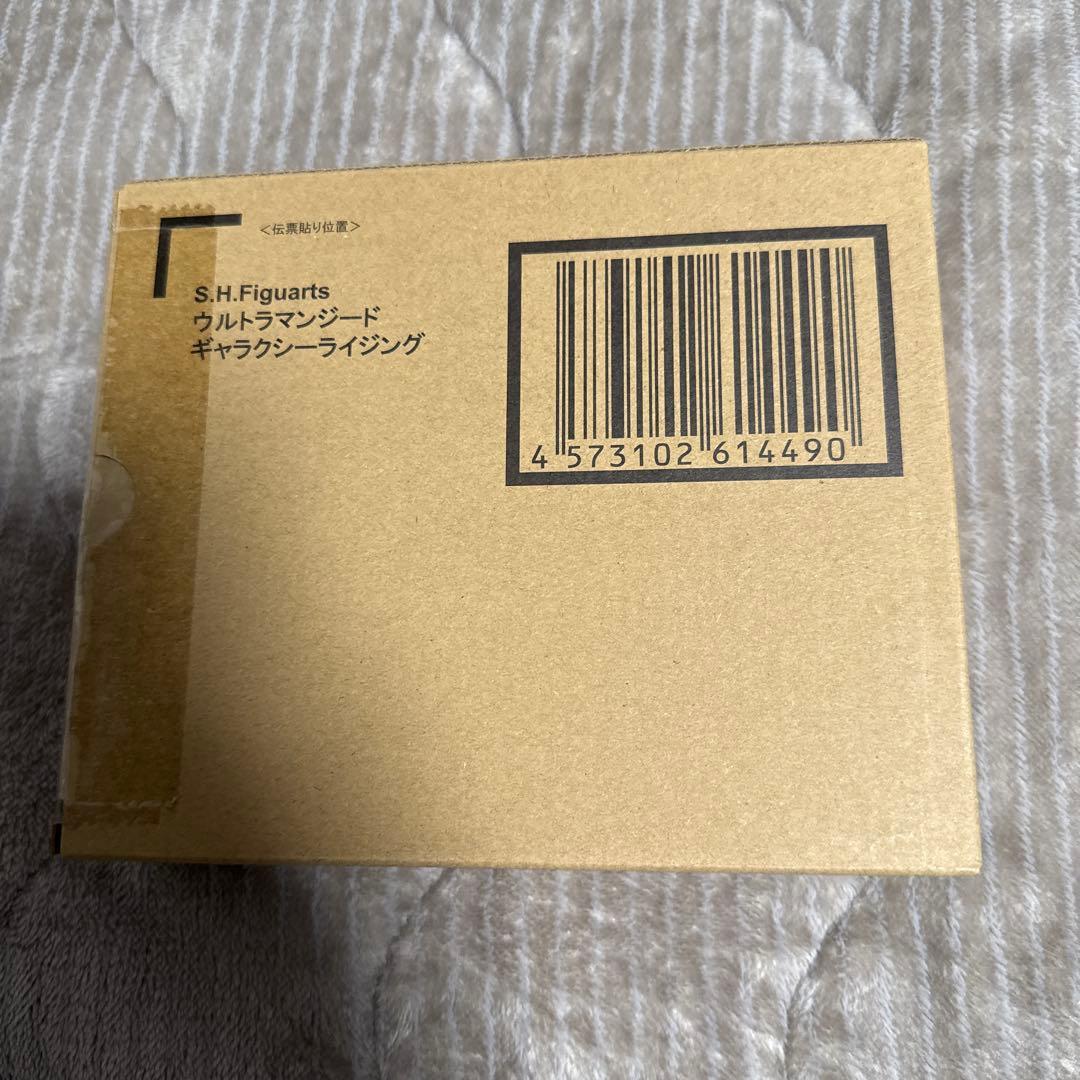 <伝票貼り位置>
S.H.Figuarts
ウルトラマンジード
ギャラクシーライジング
4 573102 614490